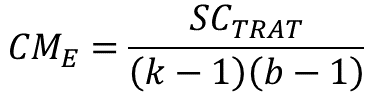 CM_E = SC_TRAT / (k − 1)(b − 1)